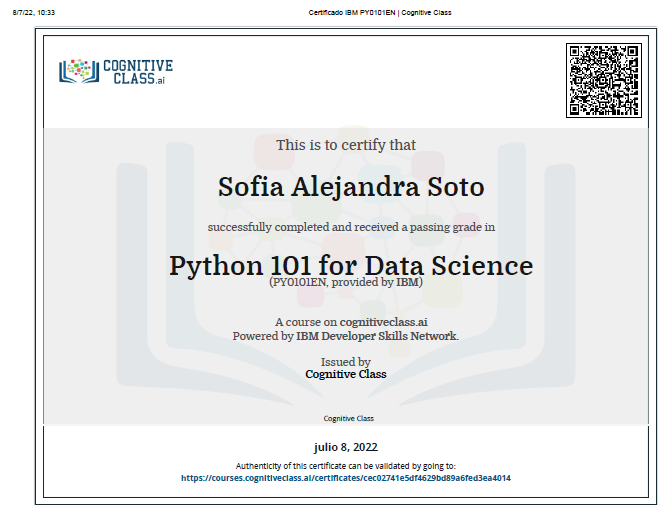 8/7/22, 10:33
Certificado IBM PY0101EN | Cognitive Class
COGNITIVE
CLASS.ai
This is to certify that
Sofia Alejandra Soto
successfully completed and received a passing grade in
Python 101 for Data Science
(PY0101EN, provided by IBM)
A course on cognitiveclass.ai
Powered by IBM Developer Skills Network.
Issued by
Cognitive Class
Cognitive Class
julio 8, 2022
Authenticity of this certificate can be validated by going to:
https://courses.cognitiveclass.ai/certificates/cec02741e5df4629bd89a6fed3ea4014